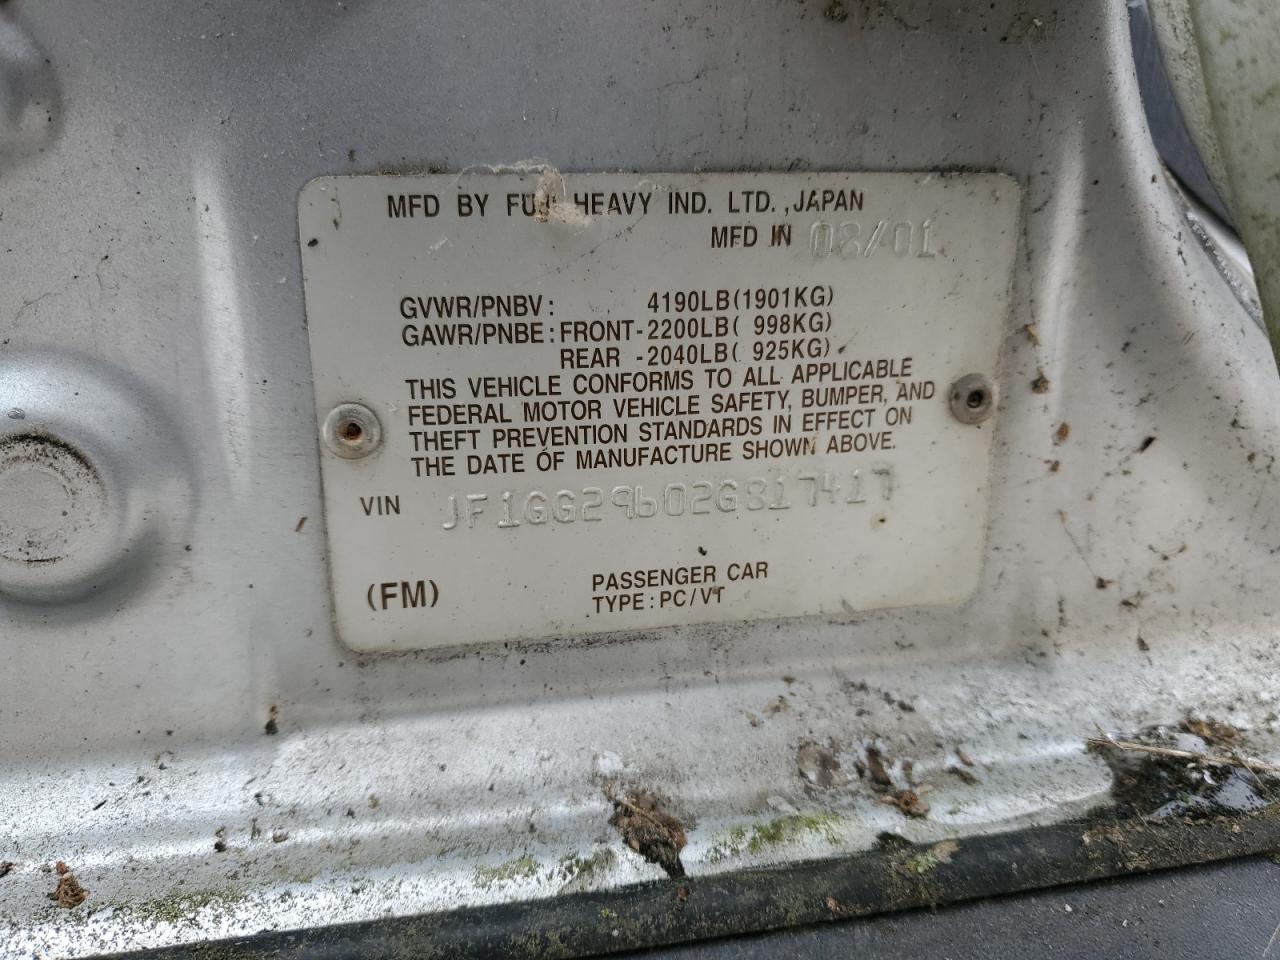 MFD BY FUJI HEAVY IND. LTD. ,JAPAN
MFD IN 08/01
GVWR/PNBV: 4190LB(1901KG)
GAWR/PNBE: FRONT-2200LB( 998KG)
REAR -2040LB( 925KG)
THIS VEHICLE CONFORMS TO ALL APPLICABLE
FEDERAL MOTOR VEHICLE SAFETY, BUMPER, AND
THEFT PREVENTION STANDARDS IN EFFECT ON
THE DATE OF MANUFACTURE SHOWN ABOVE.
VIN JF1GG29602G817417
(FM)
PASSENGER CAR
TYPE: PC/VT